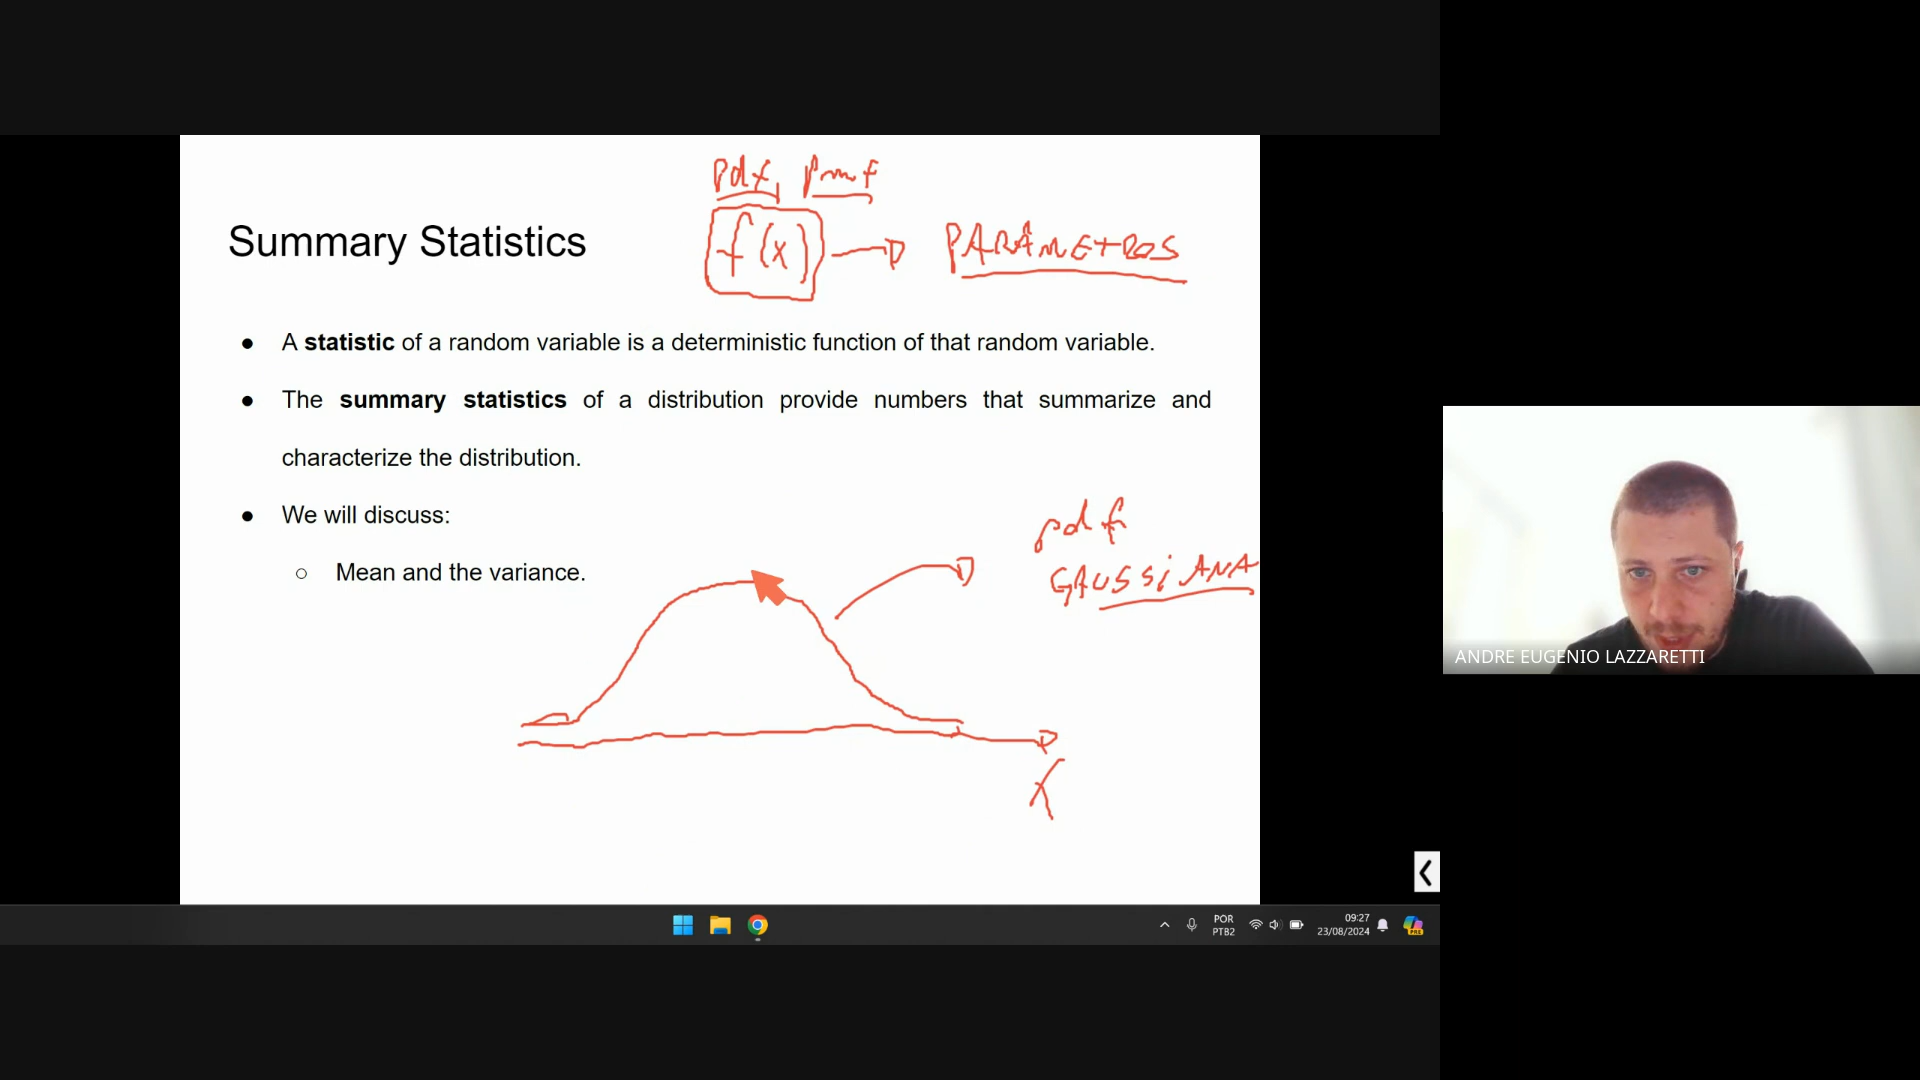 pdf, pmf
Summary Statistics
f(x)
PARAMETROS
● A statistic of a random variable is a deterministic function of that random variable.
● The summary statistics of a distribution provide numbers that summarize and
characterize the distribution.
● We will discuss:
○ Mean and the variance.
pdf
GAUSSiANA
X
ANDRE EUGENIO LAZZARETTI
POR
PTB2
09:27
23/08/2024
PRE